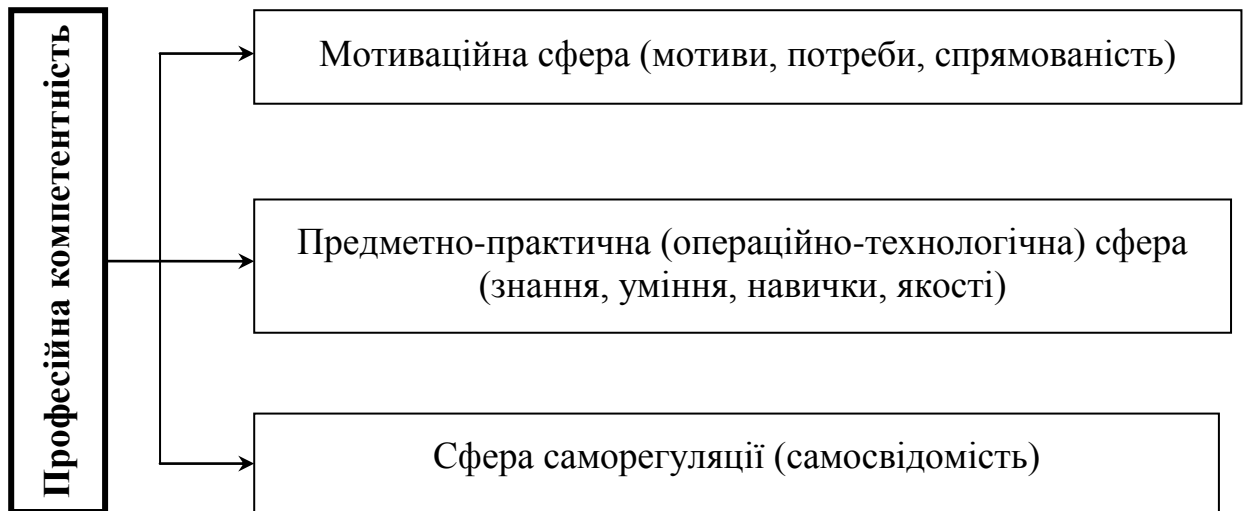 Професійна компетентність
Мотиваційна сфера (мотиви, потреби, спрямованість)
Предметно-практична (операційно-технологічна) сфера
(знання, уміння, навички, якості)
Сфера саморегуляції (самосвідомість)